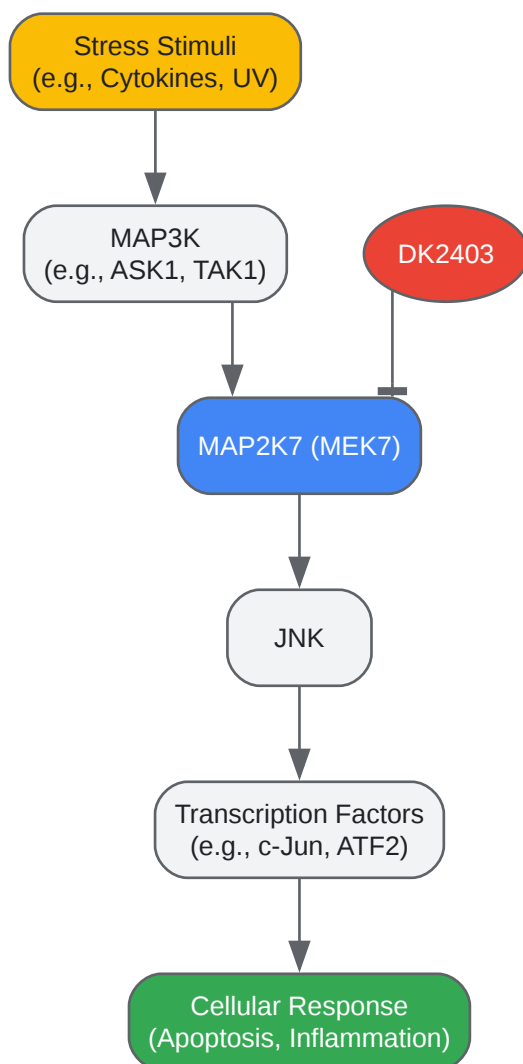 Stress Stimuli
(e.g., Cytokines, UV)
MAP3K
(e.g., ASK1, TAK1)
DK2403
MAP2K7 (MEK7)
JNK
Transcription Factors
(e.g., c-Jun, ATF2)
Cellular Response
(Apoptosis, Inflammation)